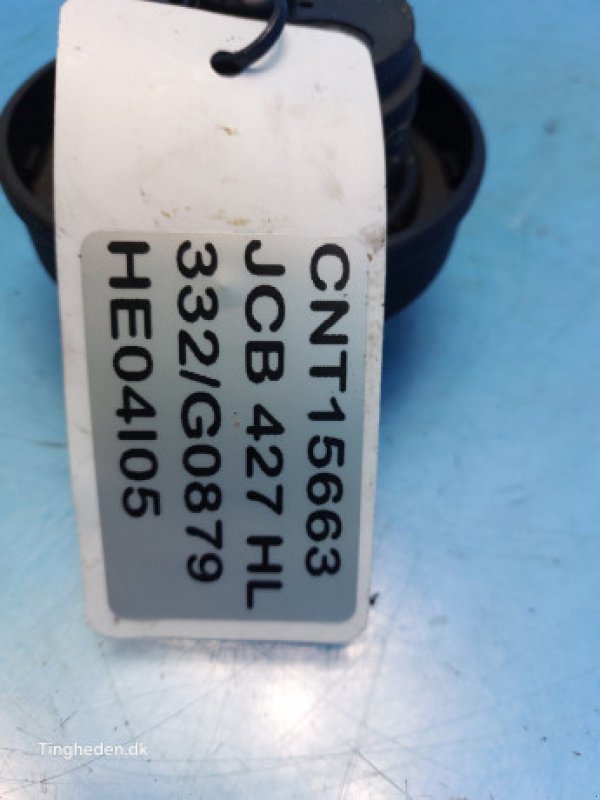 CNT15663
JCB 427 HL
332/G0879
HE04I05
Tingheden.dk